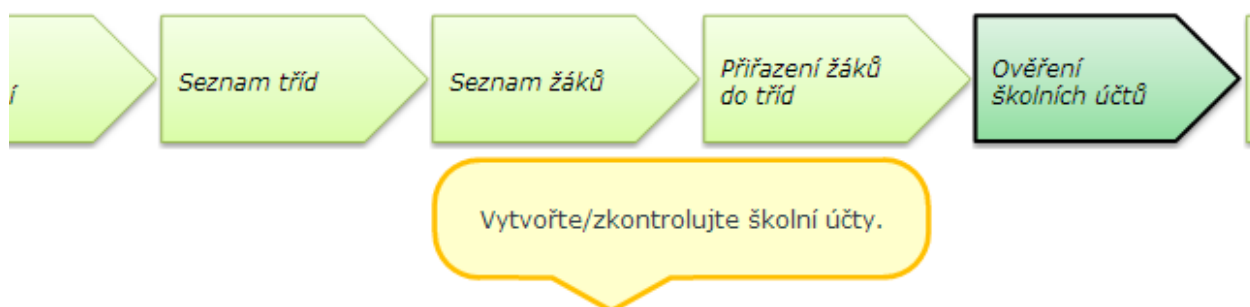 í
Seznam tříd
Seznam žáků
Přiřazení žáků
do tříd
Ověření
školních účtů
Vytvořte/zkontrolujte školní účty.